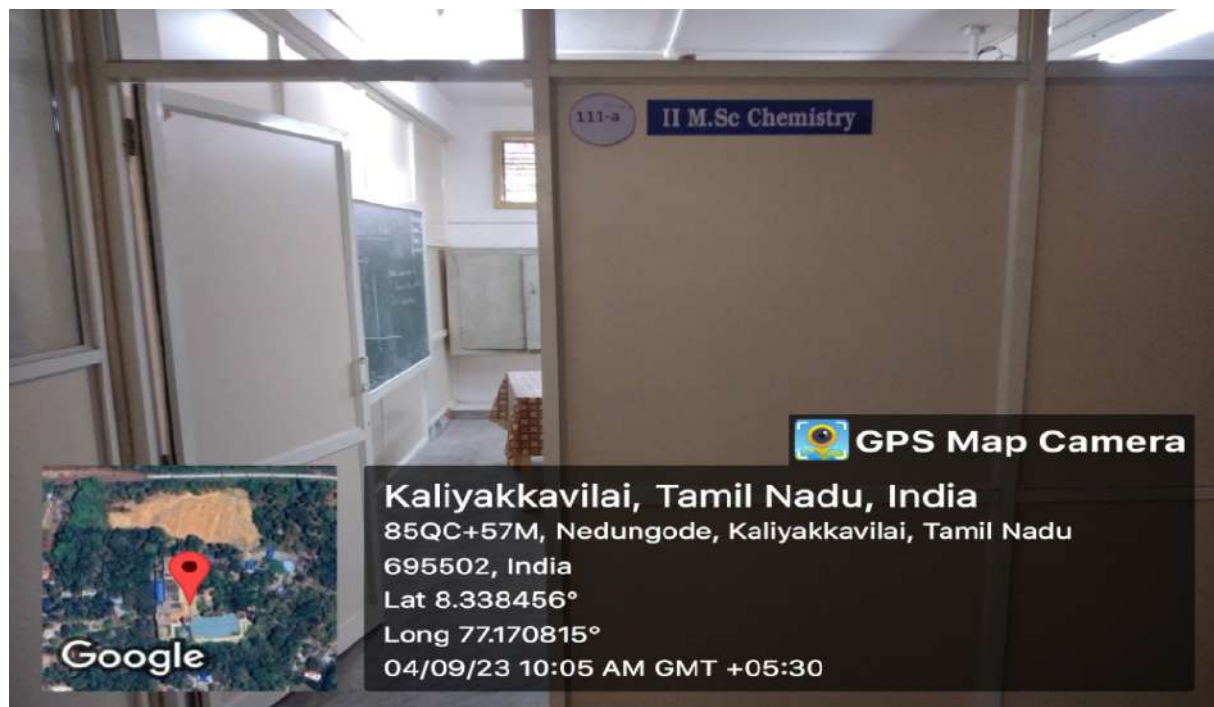 111-a
II M.Sc Chemistry
GPS Map Camera
Kaliyakkavilai, Tamil Nadu, India
85QC+57M, Nedungode, Kaliyakkavilai, Tamil Nadu
695502, India
Lat 8.338456°
Long 77.170815°
04/09/23 10:05 AM GMT +05:30
Google